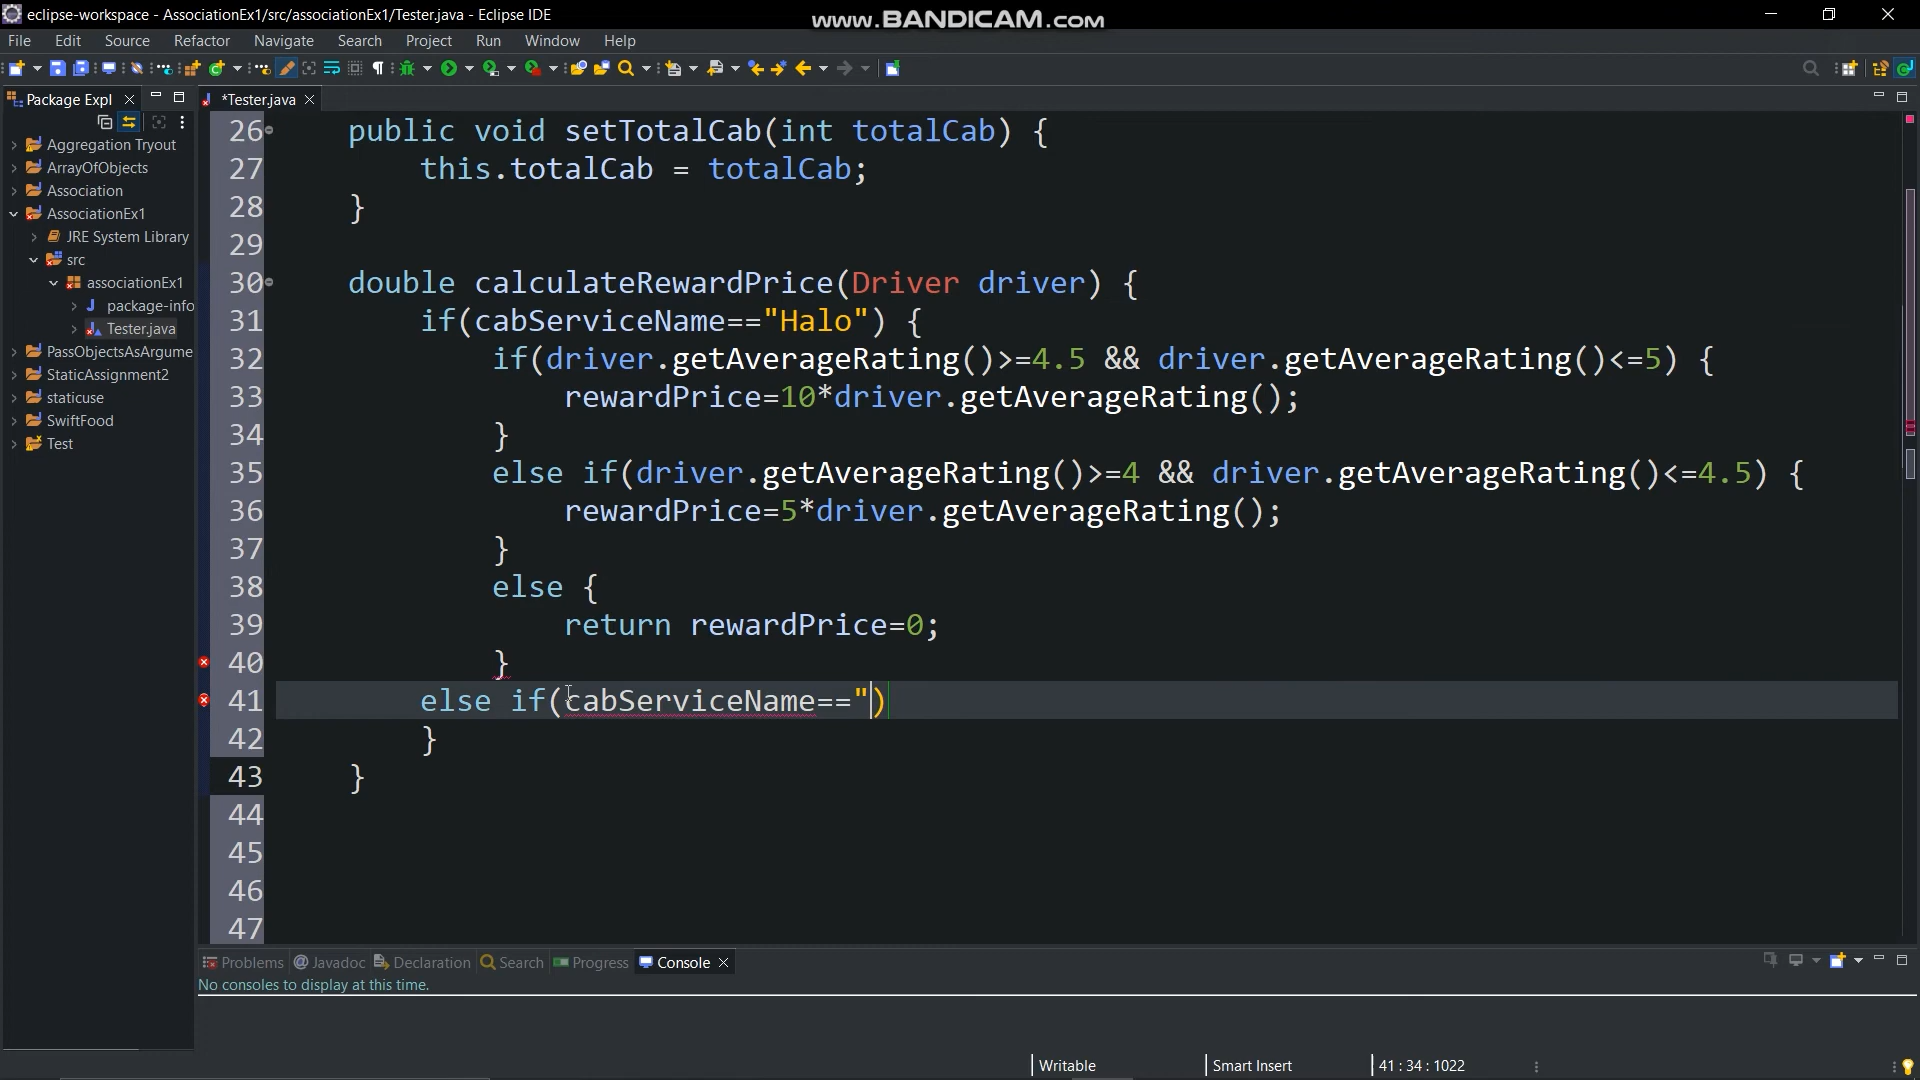 eclipse-workspace - AssociationEx1/src/associationEx1/Tester.java - Eclipse IDE
www.BANDICAM.com
File Edit Source Refactor Navigate Search Project Run Window Help
Package Expl
*Tester.java
Aggregation Tryout
ArrayOfObjects
Association
AssociationEx1
JRE System Library
src
associationEx1
package-info
Tester.java
PassObjectsAsArgume
StaticAssignment2
staticuse
SwiftFood
Test
26 public void setTotalCab(int totalCab) {
27 this.totalCab = totalCab;
28 }
29
30 double calculateRewardPrice(Driver driver) {
31 if(cabServiceName=="Halo") {
32 if(driver.getAverageRating()>=4.5 && driver.getAverageRating()<=5) {
33 rewardPrice=10*driver.getAverageRating();
34 }
35 else if(driver.getAverageRating()>=4 && driver.getAverageRating()<=4.5) {
36 rewardPrice=5*driver.getAverageRating();
37 }
38 else {
39 return rewardPrice=0;
40 }
41 else if(cabServiceName==")
42 }
43 }
44
45
46
47
Problems Javadoc Declaration Search Progress Console
No consoles to display at this time.
Writable Smart Insert 41 : 34 : 1022